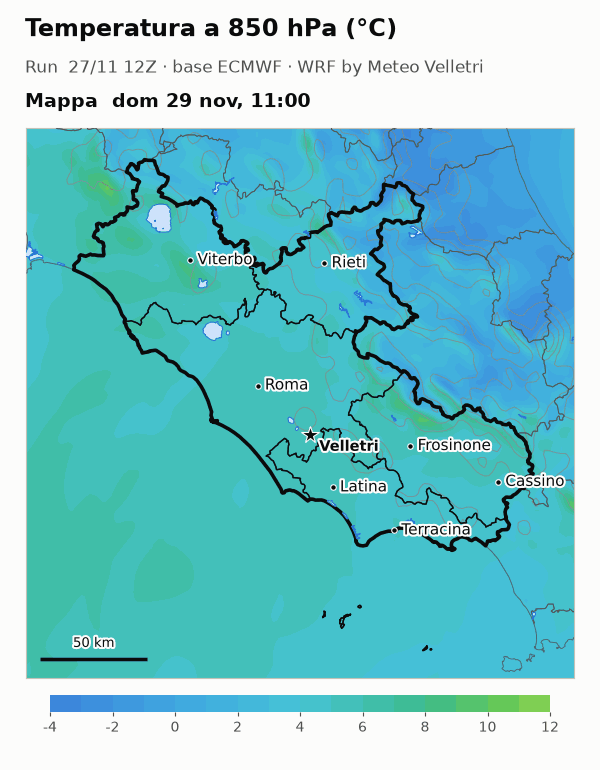 Temperatura a 850 hPa (°C)
Run  27/11 12Z · base ECMWF · WRF by Meteo Velletri
Mappa  dom 29 nov, 11:00
Viterbo
Rieti
Roma
Velletri
Frosinone
Cassino
Latina
Terracina
50 km
-4 -2 0 2 4 6 8 10 12